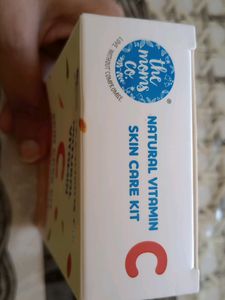 the
moms
co.
®
LOVE, WITHOUT COMPROMISE.
NATURAL VITAMIN
SKIN CARE KIT
C
C